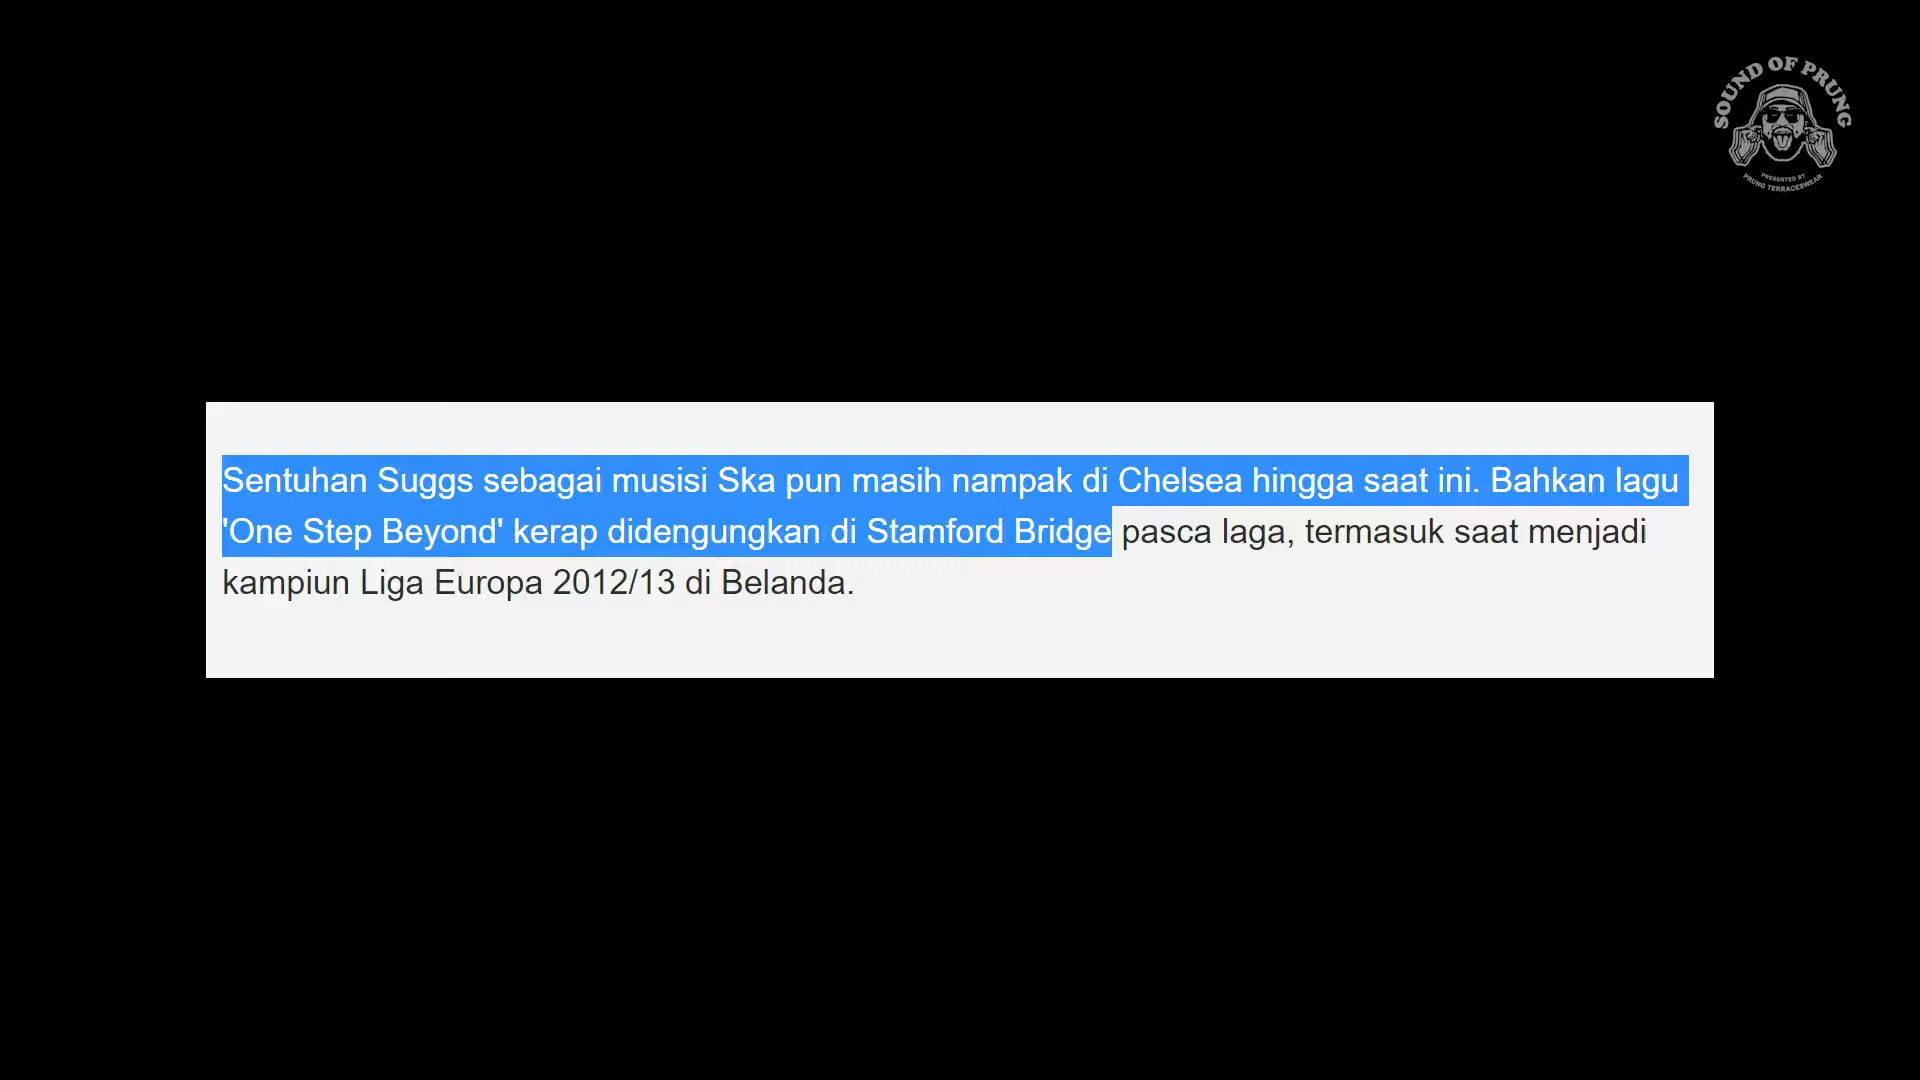 SOUND OF PRUNG
PRESENTED BY
PRUNG TERRACESWEAR
Sentuhan Suggs sebagai musisi Ska pun masih nampak di Chelsea hingga saat ini. Bahkan lagu
'One Step Beyond' kerap didengungkan di Stamford Bridge pasca laga, termasuk saat menjadi
kampiun Liga Europa 2012/13 di Belanda.